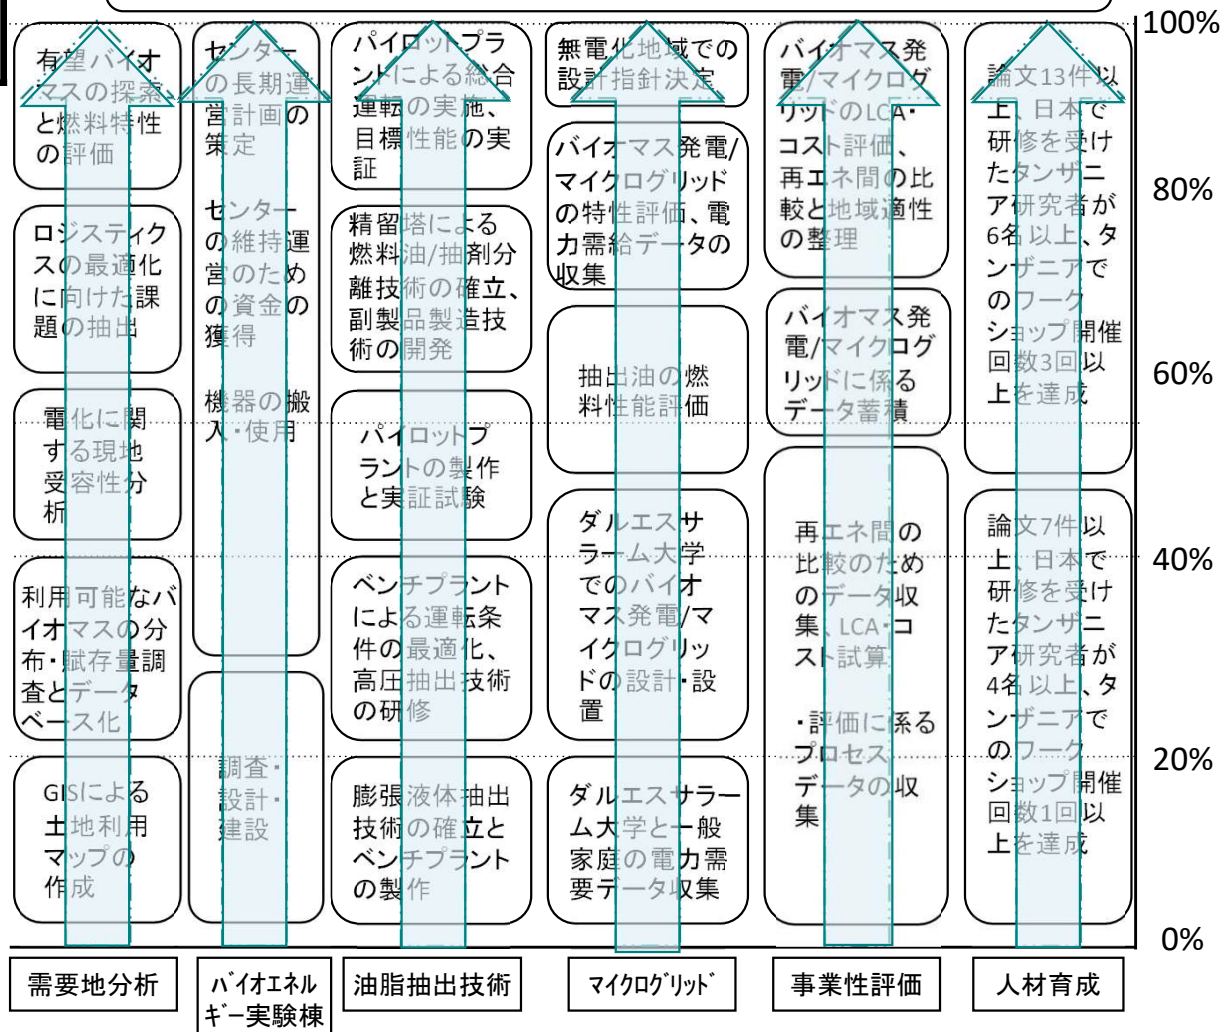 有望バイオ
マスの探索
と燃料特性
の評価
ロジスティク
スの最適化
に向けた課
題の抽出
電化に関
する現地
受容性分
析
利用可能なバ
イオマスの分
布・賦存量調
査とデータ
ベース化
GISによる
土地利用
マップの
作成
需要地分析
センター
の長期運
営計画の
策定
センター
の維持運
営のため
の資金の
獲得
機器の搬
入・使用
調査・
設計・
建設
バイオエネル
ギー実験棟
パイロットプラ
ントによる総合
運転の実施、
目標性能の実
証
精留塔による
燃料油/抽剤分
離技術の確立、
副製品製造技
術の開発
パイロットプ
ラントの製作
と実証試験
ベンチプラント
による運転条
件の最適化、
高圧抽出技術
の研修
膨張液体抽出
技術の確立と
ベンチプラント
の製作
油脂抽出技術
無電化地域での
設計指針決定
バイオマス発電/
マイクログリッド
の特性評価、電
力需給データの
収集
抽出油の燃
料性能評価
ダルエスサ
ラーム大学
でのバイオ
マス発電/マ
イクログリッ
ドの設計・設
置
ダルエスサラー
ム大学と一般
家庭の電力需
要データ収集
マイクログリッド
バイオマス発
電/マイクログ
リッドのLCA・
コスト評価、
再エネ間の比
較と地域適性
の整理
バイオマス発
電/マイクログ
リッドに係る
データ蓄積
再エネ間の
比較のため
のデータ収
集、LCA・コ
スト試算
・評価に係る
プロセス
データの収
集
事業性評価
論文13件以
上、日本で
研修を受け
たタンザニ
ア研究者が
6名以上、タ
ンザニアで
のワーク
ショップ開催
回数3回以
上を達成
論文7件以
上、日本で
研修を受け
たタンザニ
ア研究者が
4名以上、タ
ンザニアで
のワーク
ショップ開催
回数1回以
上を達成
人材育成
100%
80%
60%
40%
20%
0%